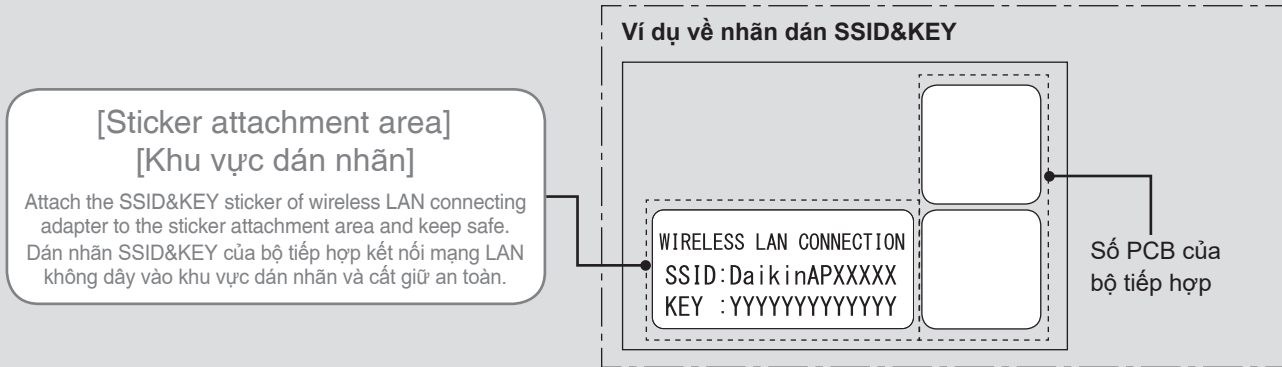 Ví dụ về nhãn dán SSID&KEY
[Sticker attachment area]
[Khu vực dán nhãn]
Attach the SSID&KEY sticker of wireless LAN connecting
adapter to the sticker attachment area and keep safe.
Dán nhãn SSID&KEY của bộ tiếp hợp kết nối mạng LAN
không dây vào khu vực dán nhãn và cất giữ an toàn.
WIRELESS LAN CONNECTION
SSID:DaikinAPXXXXX
KEY :YYYYYYYYYYYYY
Số PCB của
bộ tiếp hợp